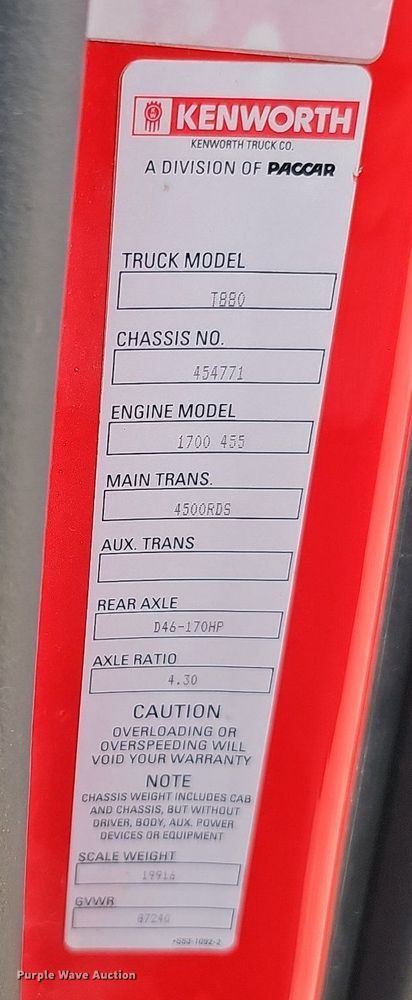 KENWORTH
KENWORTH TRUCK CO.
A DIVISION OF PACCAR
TRUCK MODEL
T880
CHASSIS NO.
454771
ENGINE MODEL
1700 455
MAIN TRANS.
4500RDS
AUX. TRANS
REAR AXLE
D46-170HP
AXLE RATIO
4.30
CAUTION
OVERLOADING OR
OVERSPEEDING WILL
VOID YOUR WARRANTY
NOTE
CHASSIS WEIGHT INCLUDES CAB
AND CHASSIS, BUT WITHOUT
DRIVER, BODY, AUX. POWER
DEVICES OR EQUIPMENT
SCALE WEIGHT
19916
GVWR
87240
Purple Wave Auction